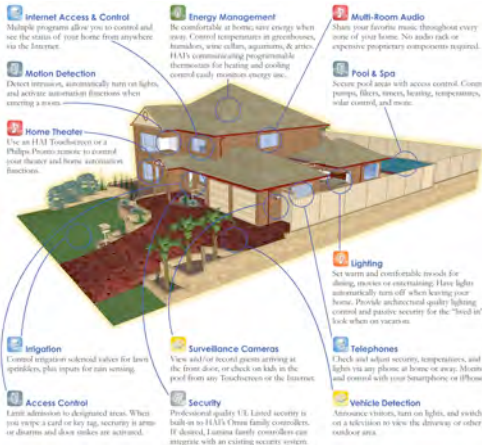 Internet Access & Control
Multiple programs allow you to control and
see the status of your home from anywhere
via the Internet.
Motion Detection
Detect intrusion, automatically turn on lights,
and activate automation functions when
entering a room
Home Theater
Use an HAI Touchscreen or a
Philips Pronto remote to control
your theater and home automation
functions.
Energy Management
Be comfortable at home, save energy when
away. Control temperatures in greenhouses,
humidors, wine cellars, aquariums, & attics.
HAI's communicating programmable
thermostats for heating and cooling
control easily monitors energy use.
Multi-Room Audio
Share your favorite music throughout every
zone of your home. No audio rack or
expensive proprietary components required.
Pool & Spa
Secure pool areas with access control.
pumps, filters, timers, heating, temperatures,
solar control, and more.
Lighting
Set warm and comfortable moods for
dining, movies or entertaining. Have lights
automatically turn off when leaving your
home. Provide architectural quality lighting
control and passive security for the "lived in"
look when on vacation.
Irrigation
Control irrigation solenoid valves for lawn
sprinklers, plus inputs for rain sensing.
Surveillance Cameras
View and/or record guests arriving at
the front door, or check on kids in the
pool from any Touchscreen or the Internet.
Telephones
Check and adjust security, temperatures, and
lights via any phone at home or away.
and control with your Smartphone or iPhone
Access Control
Limit admission to designated areas. When
you swipe a card or key tag, security is
or disarms and door strikes are activated.
Security
Professional quality UL Listed security is
built-in to HAI's Omni family controllers.
If desired, Lumina family controllers can
integrate with an existing security system
Vehicle Detection
Announce visitors, turn on lights, and switch
on a television to view the driveway or other
outdoor area.